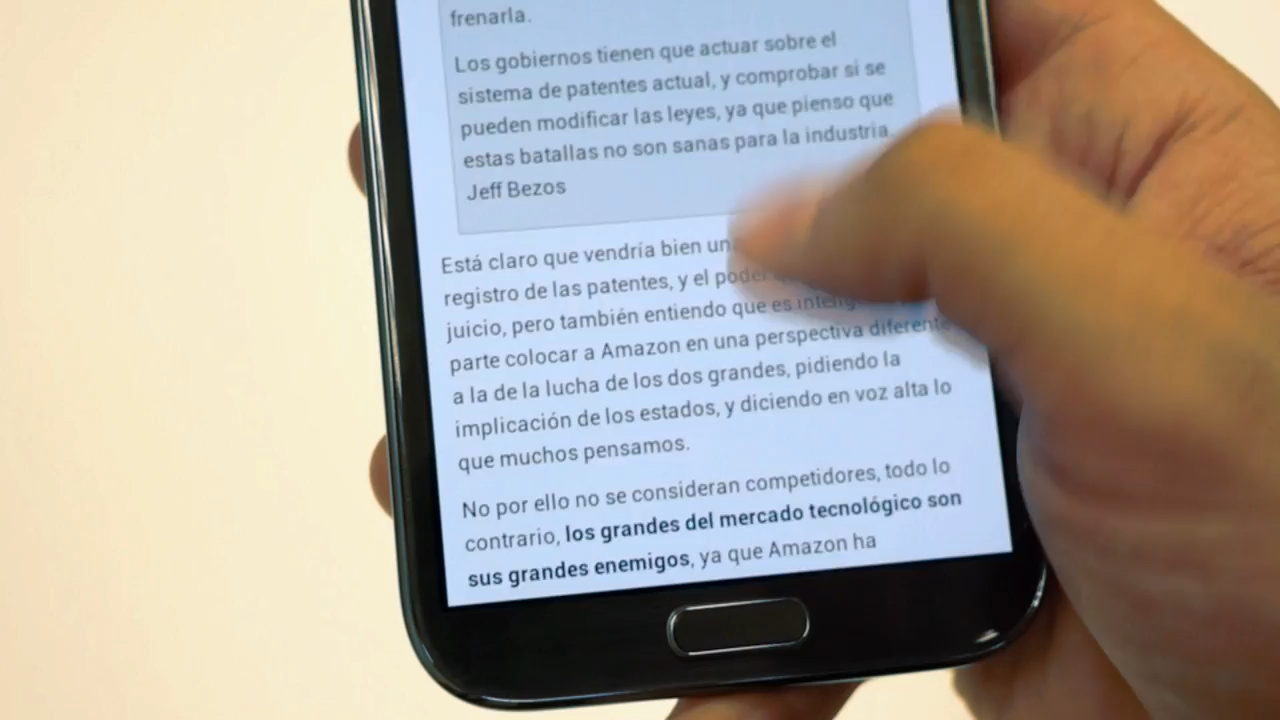 frenarla.
Los gobiernos tienen que actuar sobre el
sistema de patentes actual, y comprobar si se
pueden modificar las leyes, ya que pienso que
estas batallas no son sanas para la industria.
Jeff Bezos
Está claro que vendría bien un
registro de las patentes, y el poder
juicio, pero también entiendo que es
parte colocar a Amazon en una perspectiva diferente
a la de la lucha de los dos grandes, pidiendo la
implicación de los estados, y diciendo en voz alta lo
que muchos pensamos.
No por ello no se consideran competidores, todo lo
contrario, los grandes del mercado tecnológico son
sus grandes enemigos, ya que Amazon ha